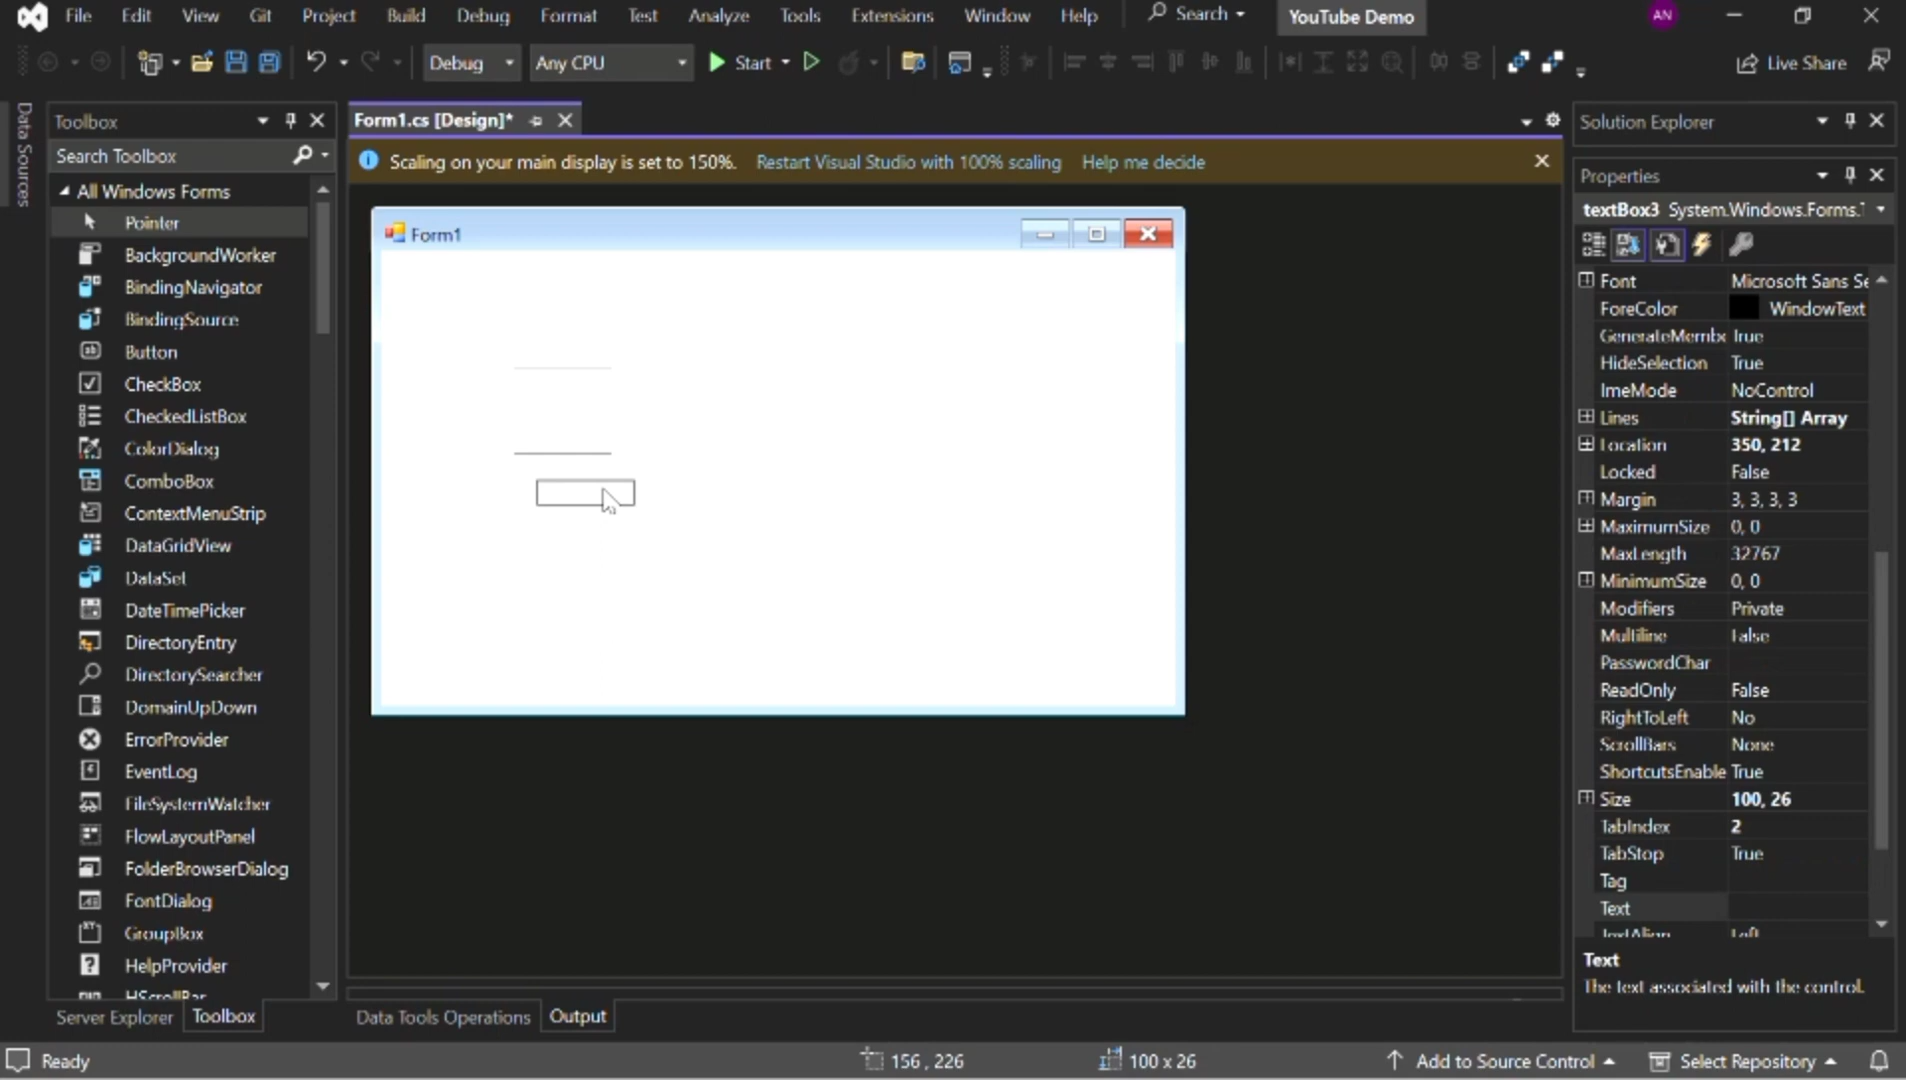 File Edit View Git Project Build Debug Format Test Analyze Tools Extensions Window Help Search YouTube Demo AN
Debug Any CPU Start Live Share
Data Sources
Toolbox
Search Toolbox
All Windows Forms
Pointer
BackgroundWorker
BindingNavigator
BindingSource
Button
CheckBox
CheckedListBox
ColorDialog
ComboBox
ContextMenuStrip
DataGridView
DataSet
DateTimePicker
DirectoryEntry
DirectorySearcher
DomainUpDown
ErrorProvider
EventLog
FileSystemWatcher
FlowLayoutPanel
FolderBrowserDialog
FontDialog
GroupBox
HelpProvider
HScrollBar
Server Explorer Toolbox
Form1.cs [Design]*
Scaling on your main display is set to 150%. Restart Visual Studio with 100% scaling Help me decide
Form1
Data Tools Operations Output
Solution Explorer
Properties
textBox3 System.Windows.Forms.T
Font Microsoft Sans Se
ForeColor WindowText
GenerateMembe True
HideSelection True
ImeMode NoControl
Lines String[] Array
Location 350, 212
Locked False
Margin 3, 3, 3, 3
MaximumSize 0, 0
MaxLength 32767
MinimumSize 0, 0
Modifiers Private
Multiline False
PasswordChar
ReadOnly False
RightToLeft No
ScrollBars None
ShortcutsEnable True
Size 100, 26
TabIndex 2
TabStop True
Tag
Text
TextAlign Left
Text
The text associated with the control.
Ready 156 , 226 100 x 26 Add to Source Control Select Repository